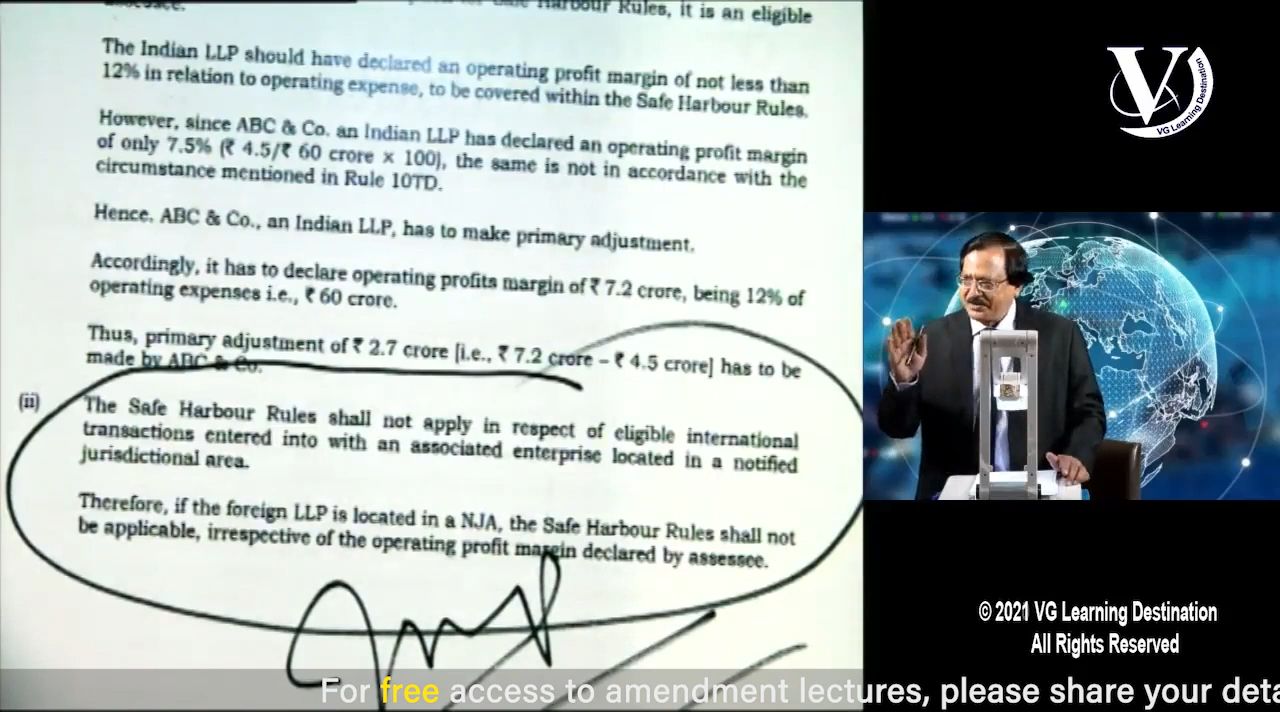 Harbour Rules, it is an eligible
The Indian LLP should have declared an operating profit margin of not less than
12% in relation to operating expense, to be covered within the Safe Harbour Rules.
However, since ABC & Co. an Indian LLP has declared an operating profit margin
of only 7.5% (₹ 4.5/₹ 60 crore × 100), the same is not in accordance with the
circumstance mentioned in Rule 10TD.
Hence. ABC & Co., an Indian LLP, has to make primary adjustment.
Accordingly, it has to declare operating profits margin of ₹ 7.2 crore, being 12% of
operating expenses i.e., ₹ 60 crore.
Thus, primary adjustment of ₹ 2.7 crore [i.e., ₹ 7.2 crore – ₹ 4.5 crore] has to be
made by ABC & Co.
(ii) The Safe Harbour Rules shall not apply in respect of eligible international
transactions entered into with an associated enterprise located in a notified
jurisdictional area.
Therefore, if the foreign LLP is located in a NJA, the Safe Harbour Rules shall not
be applicable, irrespective of the operating profit margin declared by assessee.
V
VG Learning Destination
© 2021 VG Learning Destination
All Rights Reserved
For free access to amendment lectures, please share your deta